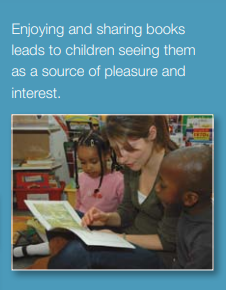 Enjoying and sharing books
leads to children seeing them
as a source of pleasure and
interest.